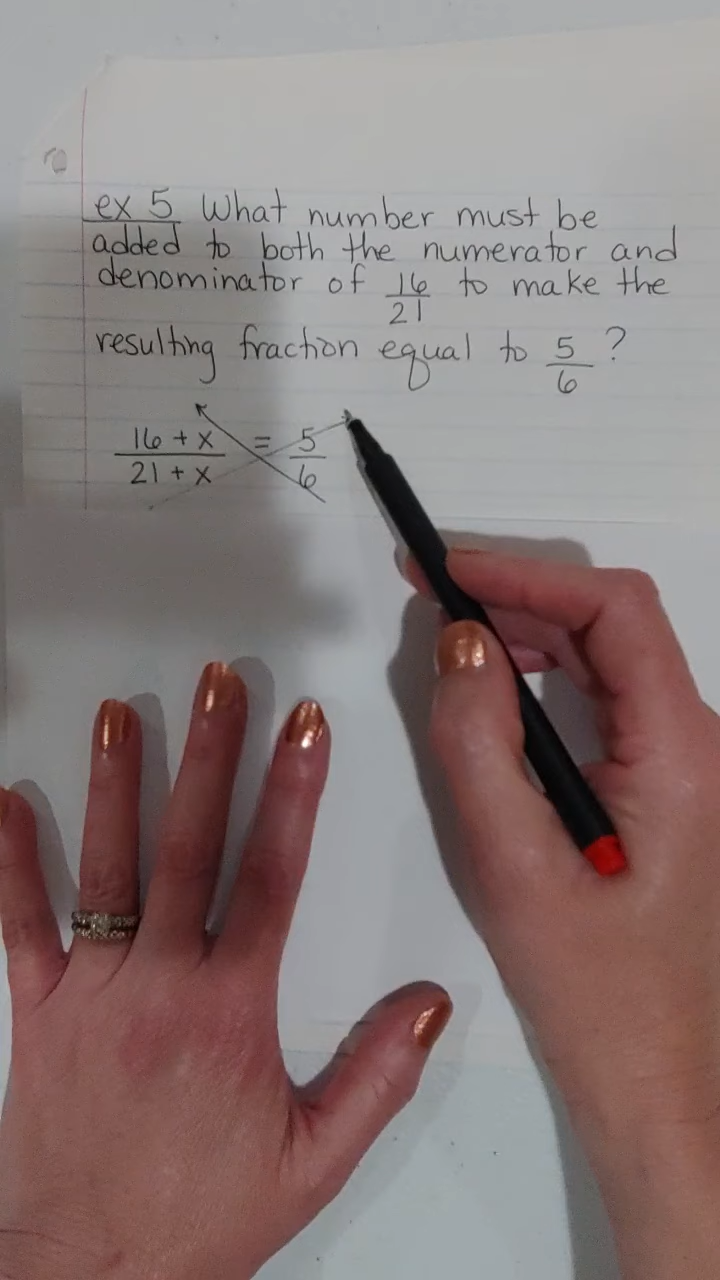 ex 5 What number must be
added to both the numerator and
denominator of 16/21 to make the
resulting fraction equal to 5/6 ?
16 + x / 21 + x = 5/6